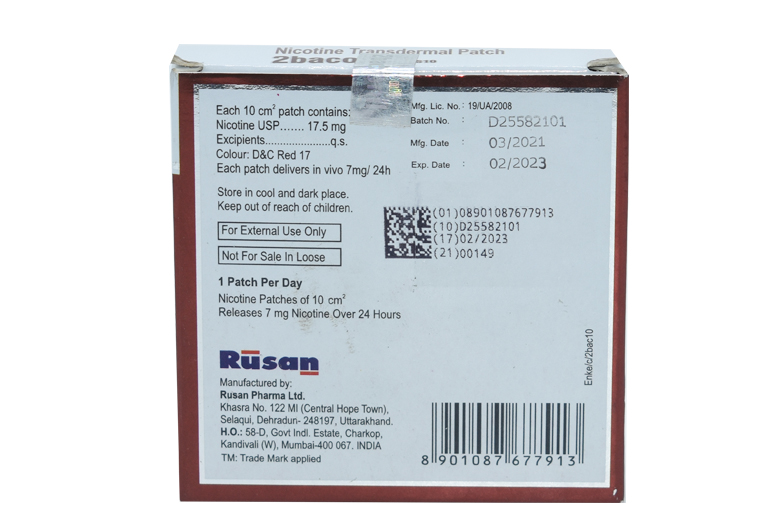 Nicotine Transdermal Patch
2baco
Each 10 cm² patch contains:
Nicotine USP....... 17.5 mg
Excipients......................q.s.
Colour: D&C Red 17
Each patch delivers in vivo 7mg/ 24h
Mfg. Lic. No. : 19/UA/2008
Batch No. : D25582101
Mfg. Date : 03/2021
Exp. Date : 02/2023
Store in cool and dark place.
Keep out of reach of children.
For External Use Only
Not For Sale In Loose
(01)08901087677913
(10)D25582101
(17)02/2023
(21)00149
1 Patch Per Day
Nicotine Patches of 10 cm²
Releases 7 mg Nicotine Over 24 Hours
Rūsan
Manufactured by:
Rusan Pharma Ltd.
Khasra No. 122 MI (Central Hope Town),
Selaqui, Dehradun- 248197, Uttarakhand.
H.O.: 58-D, Govt Indl. Estate, Charkop,
Kandivali (W), Mumbai-400 067. INDIA
TM: Trade Mark applied
Enke/c/2bac10
8 901087 677913